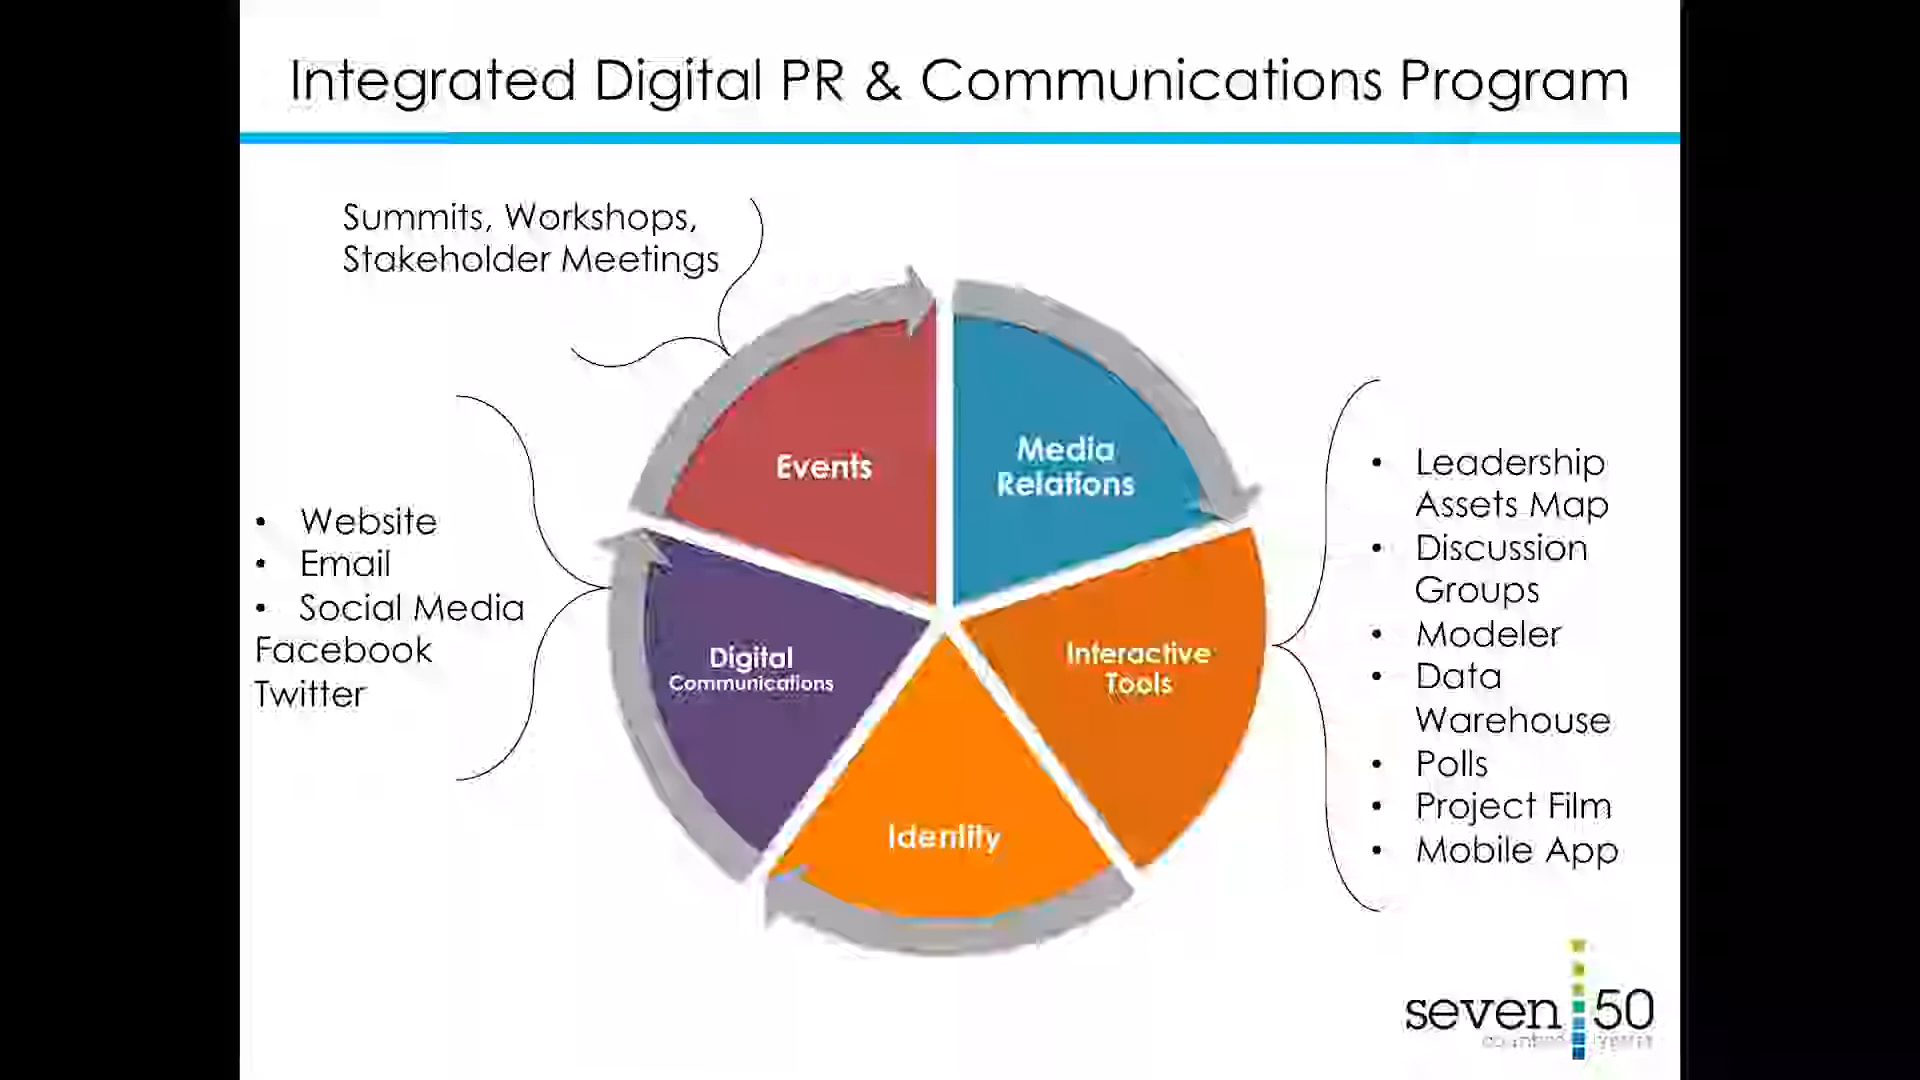 Integrated Digital PR & Communications Program
Summits, Workshops,
Stakeholder Meetings
Events
Media
Relations
• Website
• Email
• Social Media
Facebook
Twitter
Digital
Communications
Interactive
Tools
Identity
• Leadership
Assets Map
• Discussion
Groups
• Modeler
• Data
Warehouse
• Polls
• Project Film
• Mobile App
seven 50